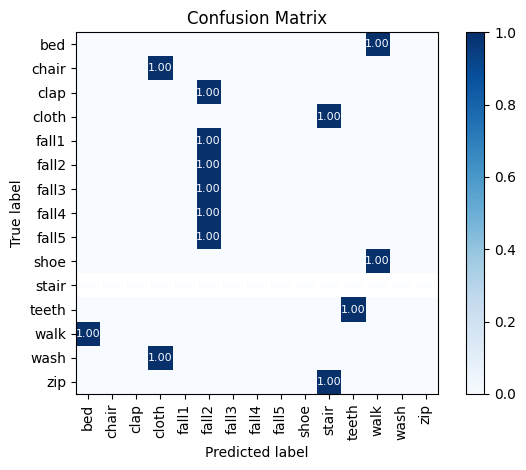 Confusion Matrix
True label
bed 1.00
chair 1.00
clap 1.00
cloth 1.00
fall1 1.00
fall2 1.00
fall3 1.00
fall4 1.00
fall5 1.00
shoe 1.00
stair
teeth 1.00
walk 1.00
wash 1.00
zip 1.00
bed chair clap cloth fall1 fall2 fall3 fall4 fall5 shoe stair teeth walk wash zip
Predicted label
1.0
0.8
0.6
0.4
0.2
0.0